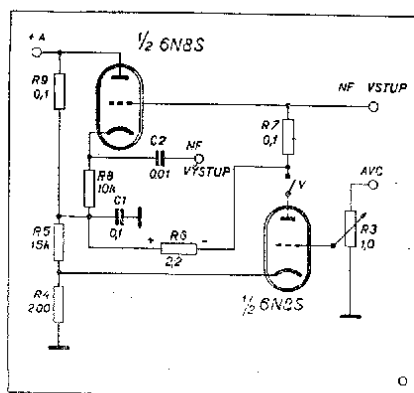 ½ 6N8S
+A
R9
0,1
NF VSTUP
R7
0,1
C2
0,01
NF
VÝSTUP
R8
10k
V
AVC
C1
0,1
R5
15k
+ R6 -
2,2
R3
1,0
R4
200
½ 6N8S